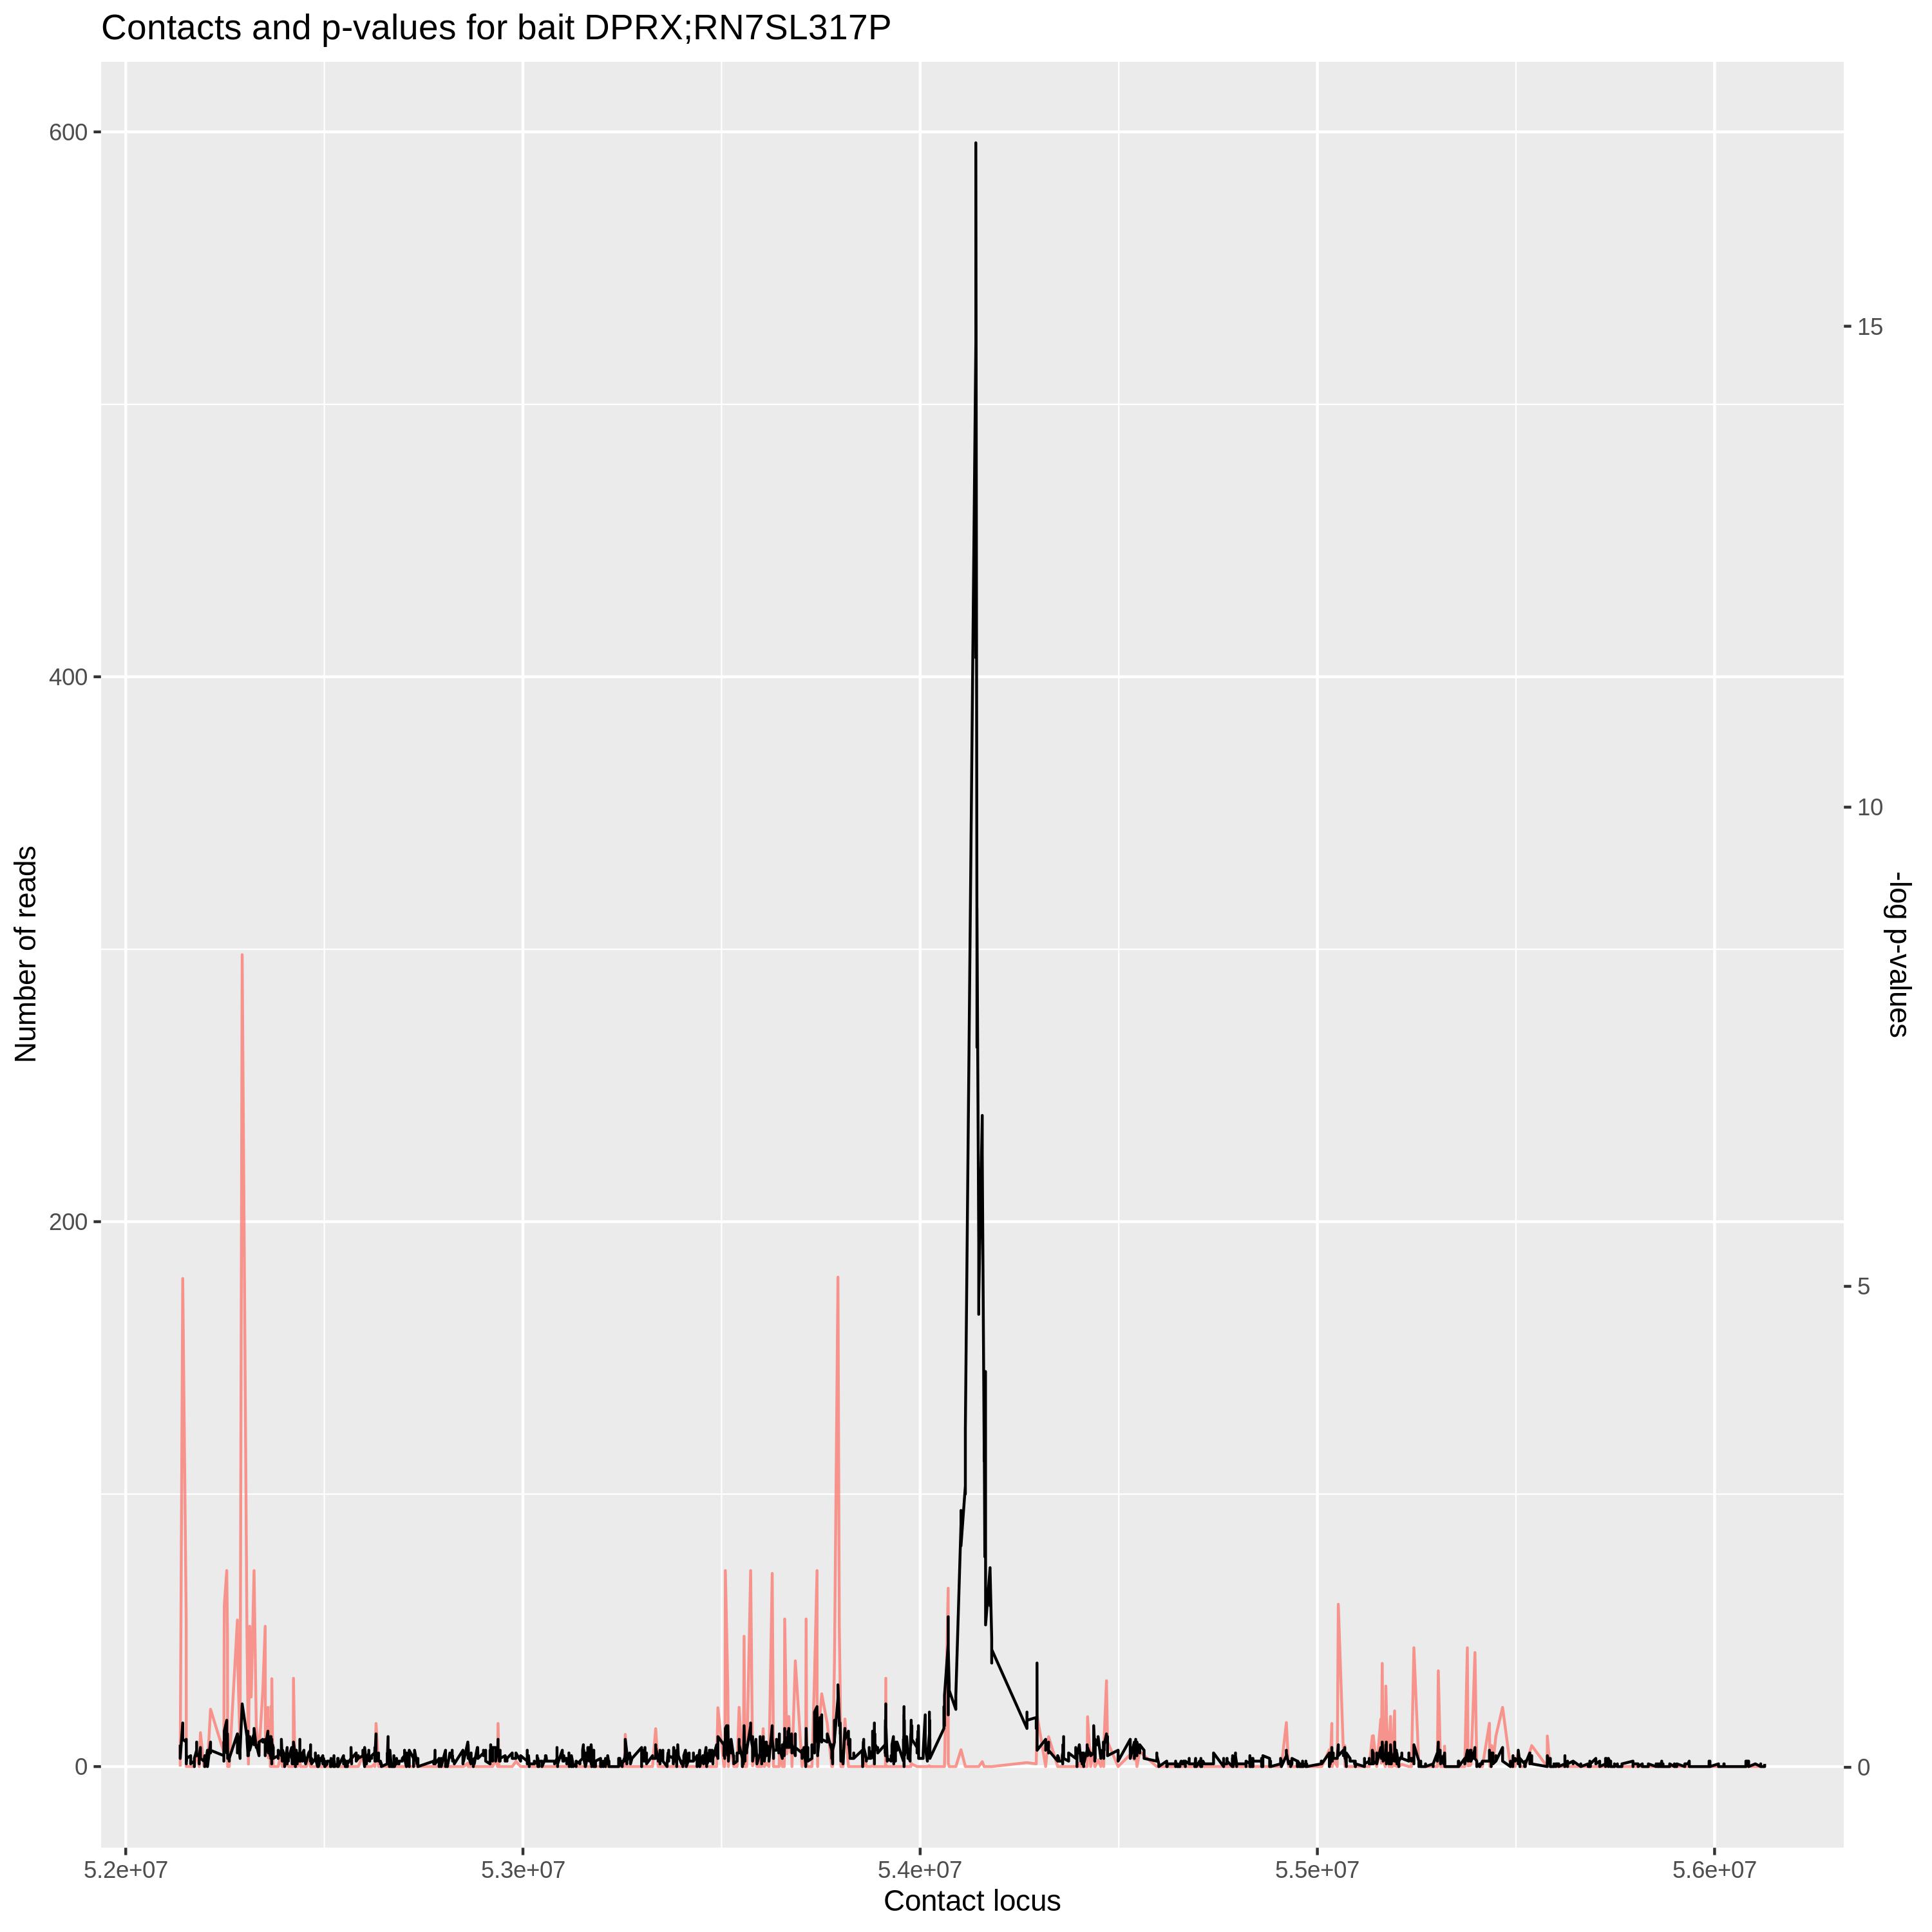 Contacts and p-values for bait DPRX;RN7SL317P
600
400
200
0
Number of reads
15
10
5
0
-log p-values
5.2e+07
5.3e+07
5.4e+07
5.5e+07
5.6e+07
Contact locus